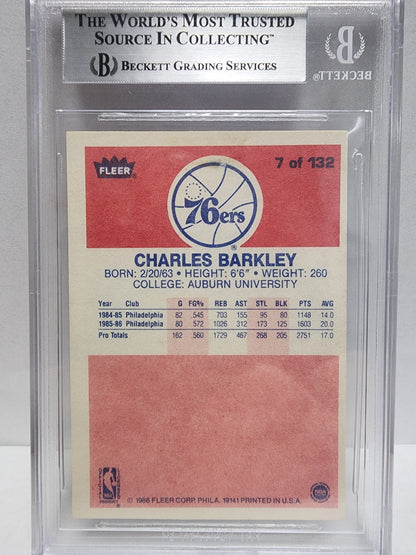 THE WORLD'S MOST TRUSTED
SOURCE IN COLLECTING™
BECKETT GRADING SERVICES
BECKETT
FLEER
7 of 132
76ers
CHARLES BARKLEY
BORN: 2/20/63 • HEIGHT: 6'6" • WEIGHT: 260
COLLEGE: AUBURN UNIVERSITY
Year Club G FG% REB AST STL BLK PTS AVG
1984-85 Philadelphia 82 .545 703 155 95 80 1148 14.0
1985-86 Philadelphia 80 .572 1026 312 173 125 1603 20.0
Pro Totals 162 .560 1729 467 268 205 2751 17.0
NBA
© 1986 FLEER CORP. PHILA. 19141 PRINTED IN U.S.A.